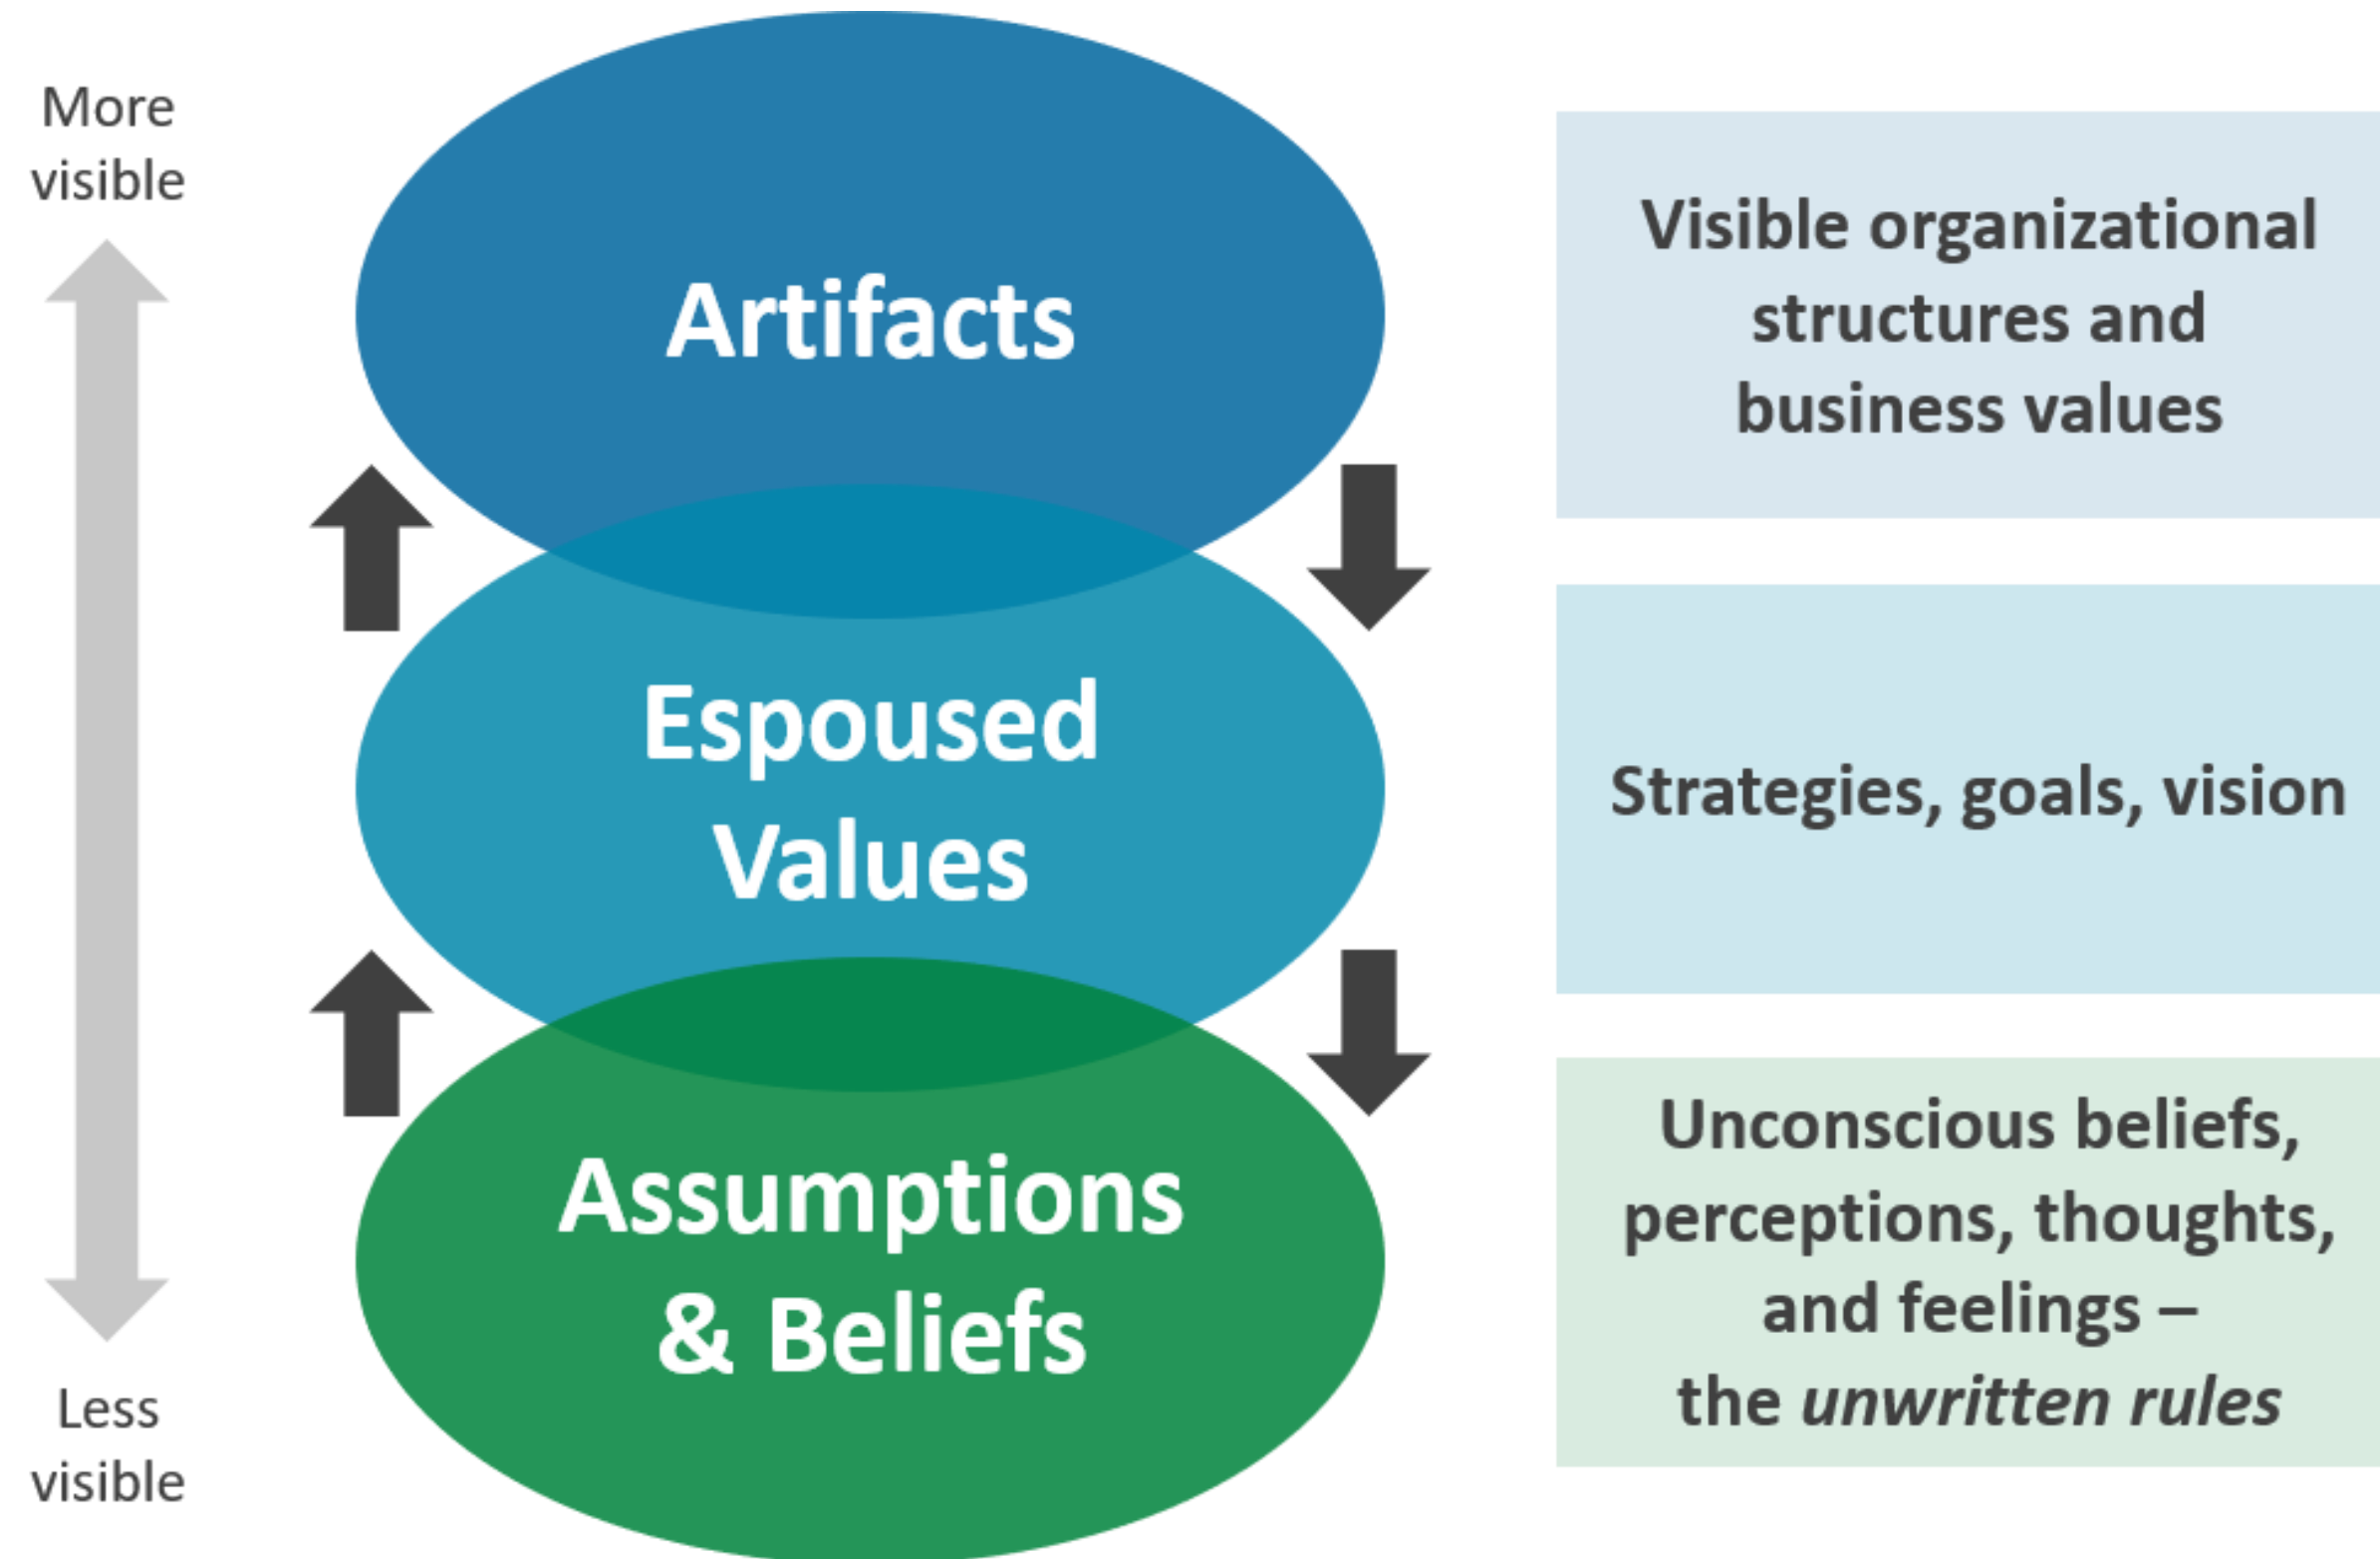 More
visible
Artifacts
Visible organizational
structures and
business values
Espoused
Values
Strategies, goals, vision
Assumptions
& Beliefs
Unconscious beliefs,
perceptions, thoughts,
and feelings –
the unwritten rules
Less
visible